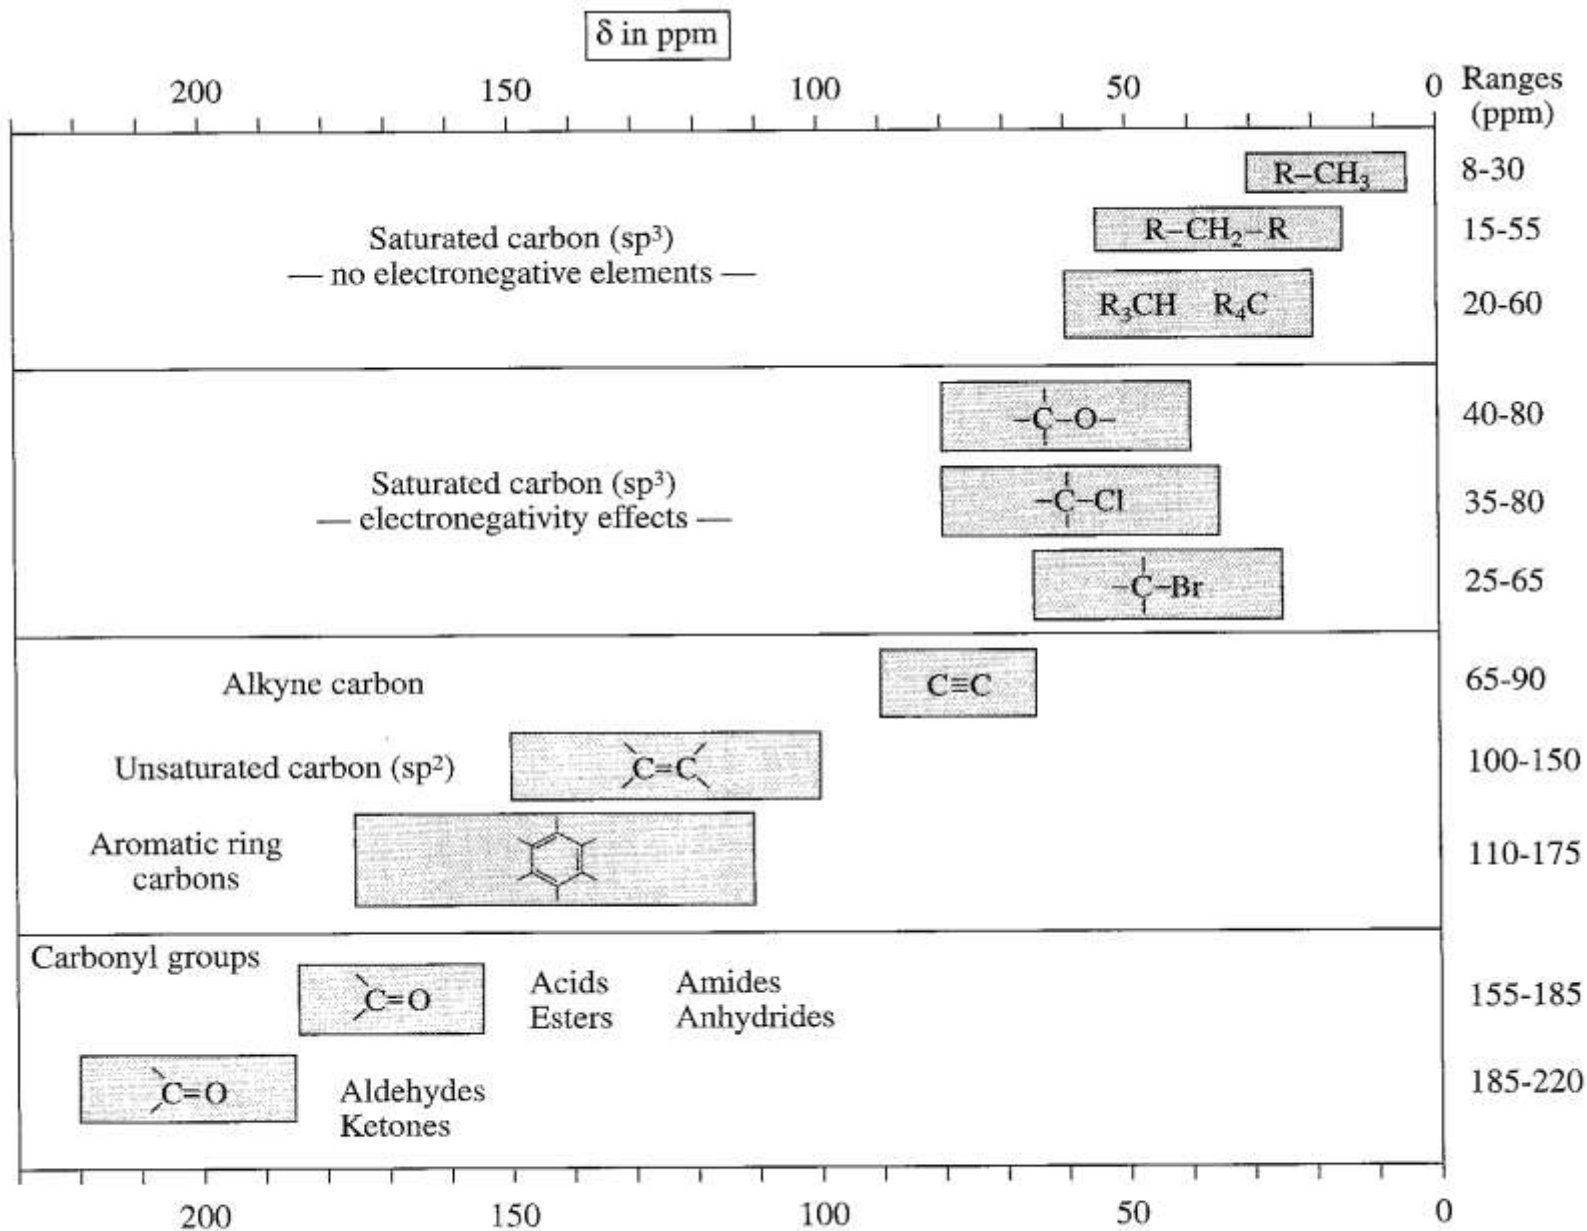 δ in ppm
200 150 100 50 0 Ranges
(ppm)
R–CH₃ 8-30
R–CH₂–R 15-55
Saturated carbon (sp³)
— no electronegative elements —
R₃CH R₄C 20-60
–C–O– 40-80
Saturated carbon (sp³)
— electronegativity effects —
–C–Cl 35-80
–C–Br 25-65
Alkyne carbon C≡C 65-90
Unsaturated carbon (sp²) C=C 100-150
Aromatic ring
carbons
110-175
Carbonyl groups
C=O Acids Amides 155-185
Esters Anhydrides
C=O Aldehydes 185-220
Ketones
200 150 100 50 0